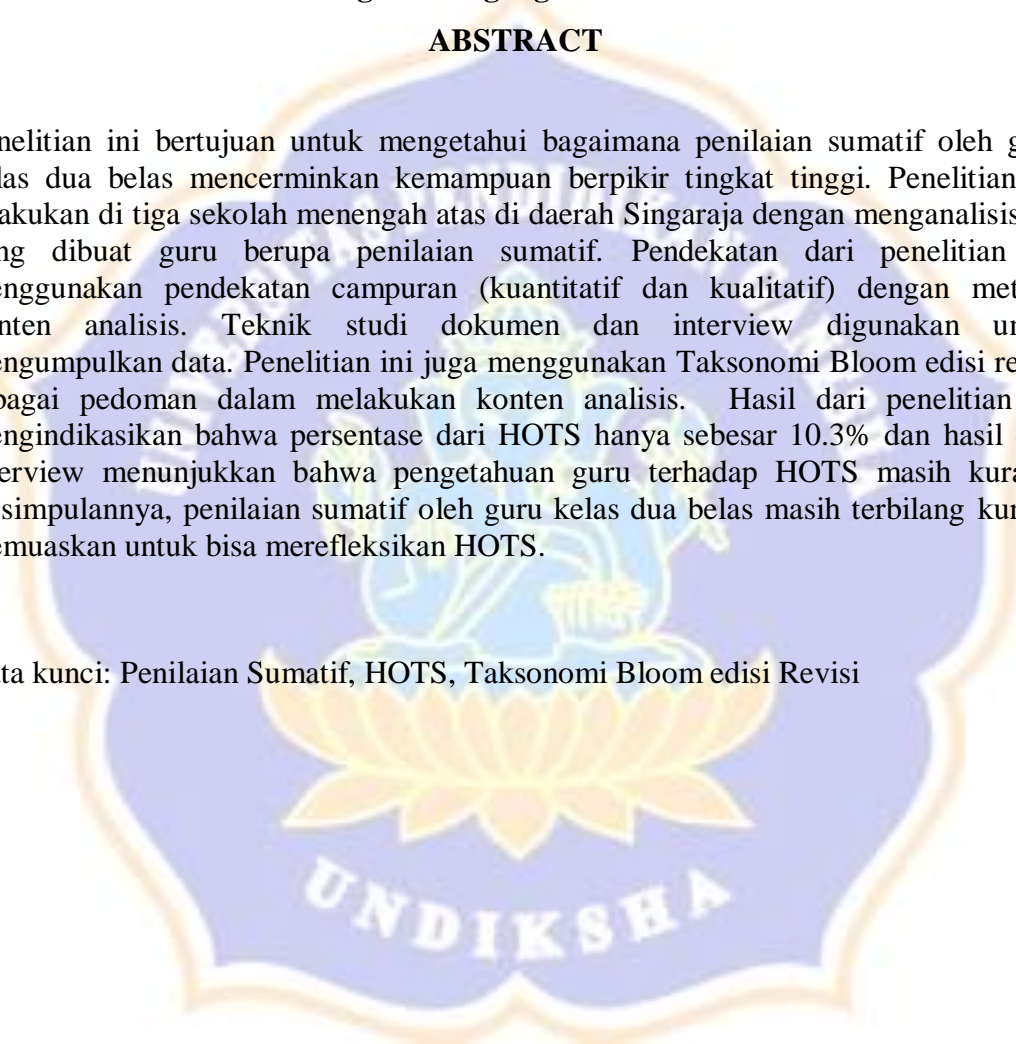 ABSTRACT
nelitian ini bertujuan untuk mengetahui bagaimana penilaian sumatif oleh
las dua belas mencerminkan kemampuan berpikir tingkat tinggi. Penelitian
akukan di tiga sekolah menengah atas di daerah Singaraja dengan menganalisis
ng dibuat guru berupa penilaian sumatif. Pendekatan dari penelitian
enggunakan pendekatan campuran (kuantitatif dan kualitatif) dengan met
nten analisis. Teknik studi dokumen dan interview digunakan un
engumpulkan data. Penelitian ini juga menggunakan Taksonomi Bloom edisi re
bagai pedoman dalam melakukan konten analisis. Hasil dari penelitian
engindikasikan bahwa persentase dari HOTS hanya sebesar 10.3% dan hasil
terview menunjukkan bahwa pengetahuan guru terhadap HOTS masih kura
simpulannya, penilaian sumatif oleh guru kelas dua belas masih terbilang kur
emuaskan untuk bisa merefleksikan HOTS.
ata kunci: Penilaian Sumatif, HOTS, Taksonomi Bloom edisi Revisi
UNDIKSHA